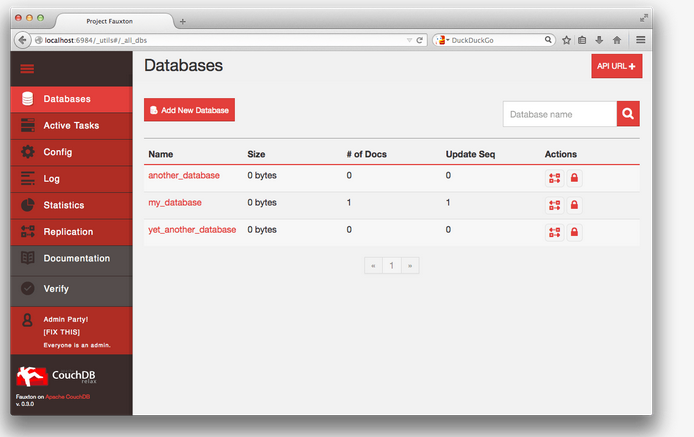 Project Fauxton
localhost:6984/_utils#/_all_dbs
DuckDuckGo
Databases
API URL
Databases
Active Tasks
Config
Log
Statistics
Replication
Documentation
Verify
Admin Party!
[FIX THIS]
Everyone is an admin.
CouchDB
relax
Fauxton on Apache CouchDB
v. 0.3.0
Add New Database
Database name
Name Size # of Docs Update Seq Actions
another_database 0 bytes 0 0
my_database 0 bytes 1 1
yet_another_database 0 bytes 0 0
« 1 »